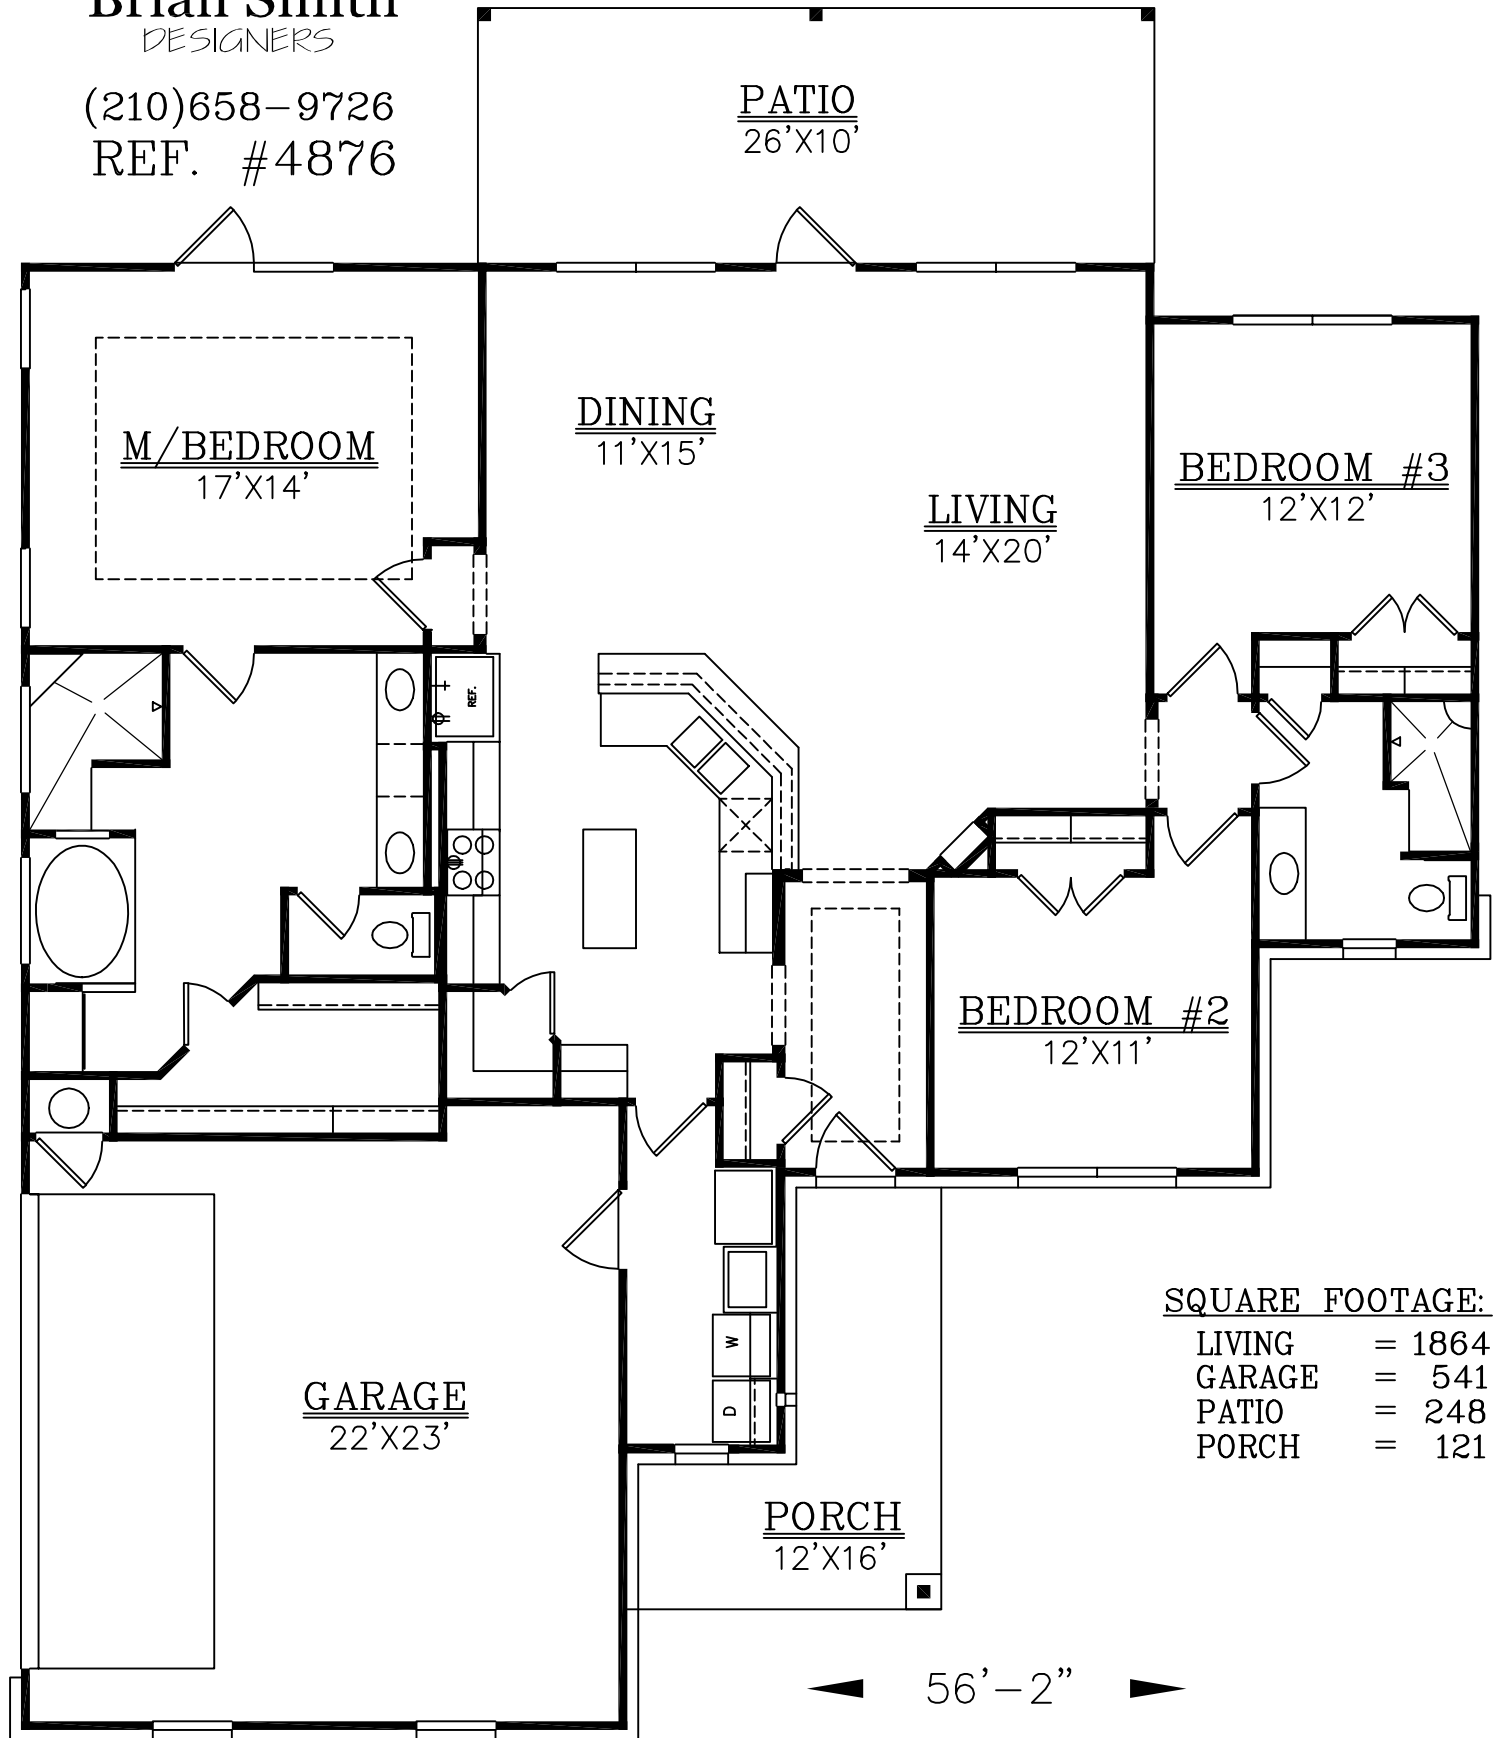 Brian Smith
DESIGNERS
(210)658-9726
REF. #4876
PATIO
26'X10'
M/BEDROOM
17'X14'
DINING
11'X15'
LIVING
14'X20'
BEDROOM #3
12'X12'
REF.
BEDROOM #2
12'X11'
W
D
GARAGE
22'X23'
PORCH
12'X16'
SQUARE FOOTAGE:
LIVING = 1864
GARAGE = 541
PATIO = 248
PORCH = 121
56'-2"